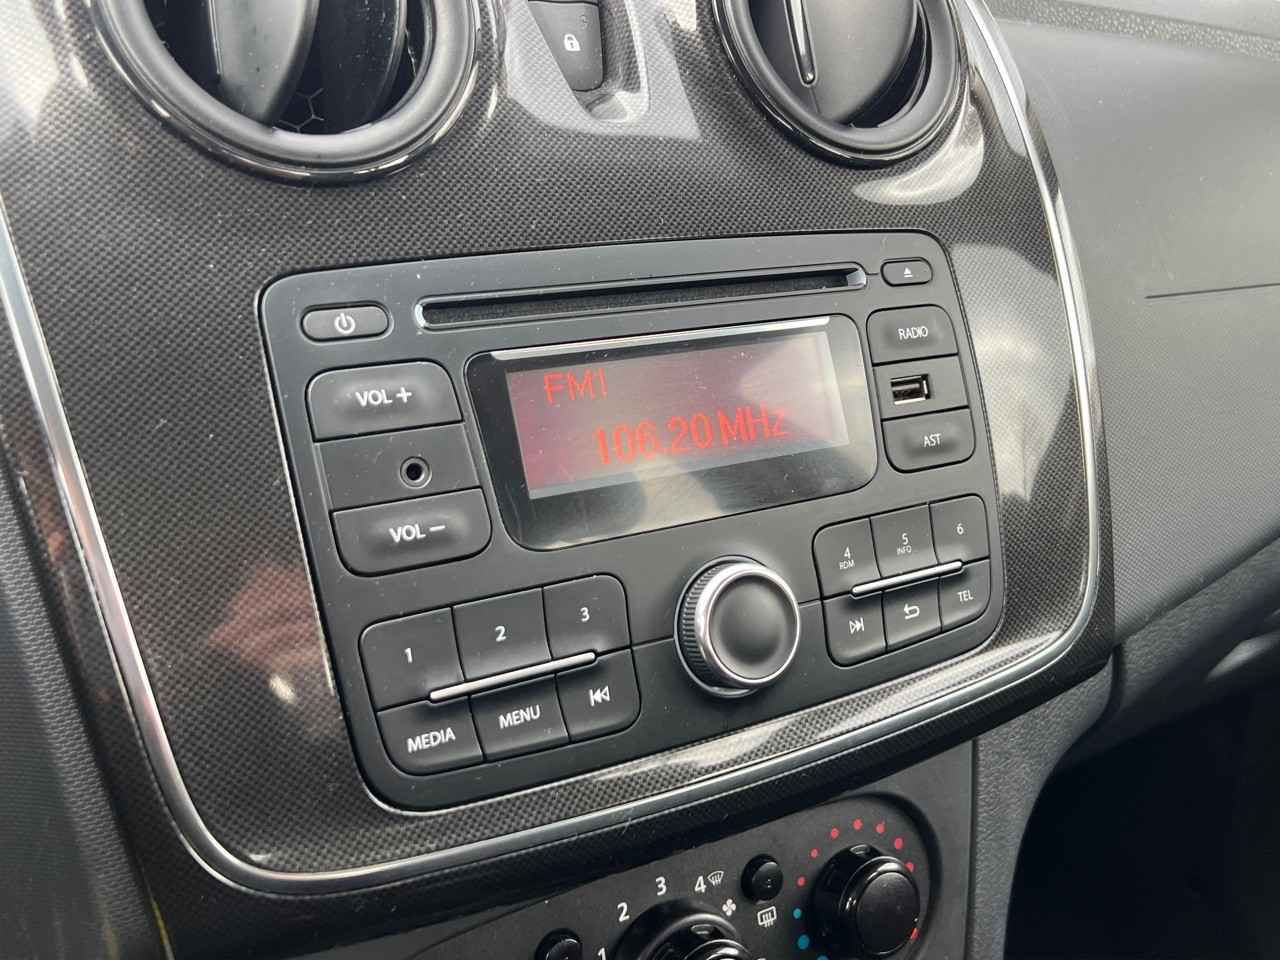 RADIO
VOL +
FM1
106.20 MHz
AST
VOL −
4
RDM
5
INFO
6
1
2
3
TEL
MEDIA
MENU
1
2
3
4